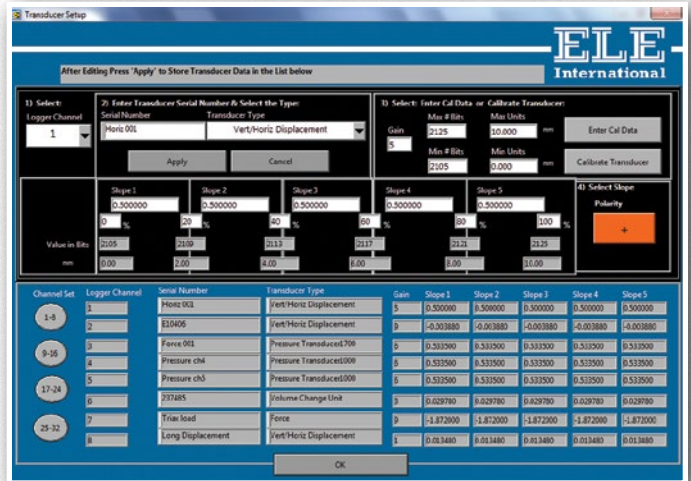 Transducer Setup
ELE
International
After Editing Press 'Apply' to Store Transducer Data in the List below
1) Select:
Logger Channel
1
2) Enter Transducer Serial Number & Select the Type:
Serial Number Transducer Type
Horiz 001 Vert/Horiz Displacement
Apply Cancel
3) Select: Enter Cal Data or Calibrate Transducer:
Max # Bits Max Units
Gain 2125 10.000 mm Enter Cal Data
5
Min # Bits Min Units
2105 0.000 mm Calibrate Transducer
Slope 1 Slope 2 Slope 3 Slope 4 Slope 5
0.500000 0.500000 0.500000 0.500000 0.500000
0 % 20 % 40 % 60 % 80 % 100 %
Value in Bits 2105 2109 2113 2117 2121 2125
mm 0.00 2.00 4.00 6.00 8.00 10.00
4) Select Slope
Polarity
+
Channel Set Logger Channel Serial Number Transducer Type Gain Slope 1 Slope 2 Slope 3 Slope 4 Slope 5
1-8
9-16
17-24
25-32
1 Horiz 001 Vert/Horiz Displacement 5 0.500000 0.500000 0.500000 0.500000 0.500000
2 E10406 Vert/Horiz Displacement 9 -0.003880 -0.003880 -0.003880 -0.003880 -0.003880
3 Force 001 Pressure Transducer1700 6 0.533500 0.533500 0.533500 0.533500 0.533500
4 Pressure ch4 Pressure Transducer1000 6 0.533500 0.533500 0.533500 0.533500 0.533500
5 Pressure ch5 Pressure Transducer1000 6 0.533500 0.533500 0.533500 0.533500 0.533500
6 237485 Volume Change Unit 3 0.029780 0.029780 0.029780 0.029780 0.029780
7 Triax load Force 9 -1.872000 -1.872000 -1.872000 -1.872000 -1.872000
8 Long Displacement Vert/Horiz Displacement 1 0.013480 0.013480 0.013480 0.013480 0.013480
OK